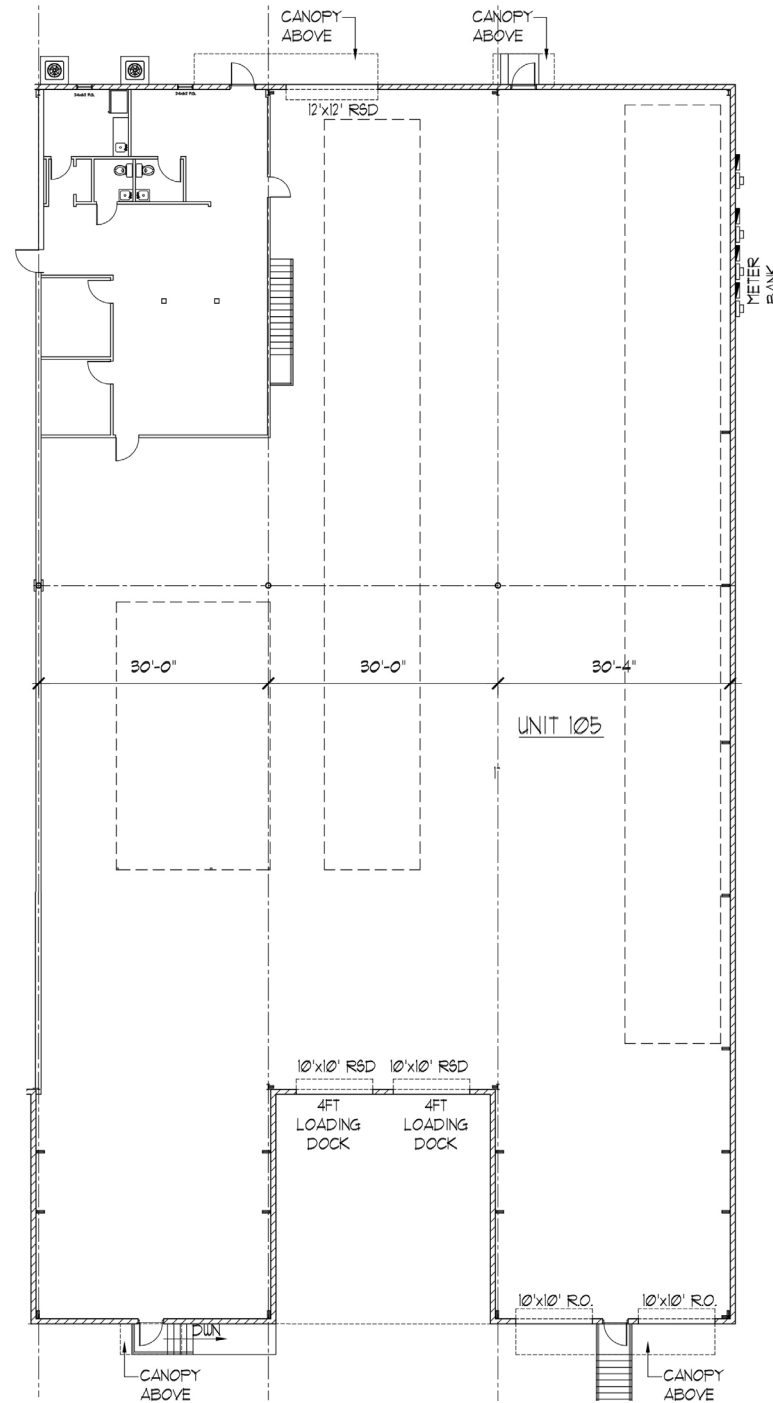 CANOPY
ABOVE
CANOPY
ABOVE
12'x12' RSD
METER
BANK
30'-0"
30'-0"
30'-4"
UNIT 105
10'x10' RSD
10'x10' RSD
4FT
LOADING
DOCK
4FT
LOADING
DOCK
10'x10' R.O.
10'x10' R.O.
DWN
CANOPY
ABOVE
CANOPY
ABOVE